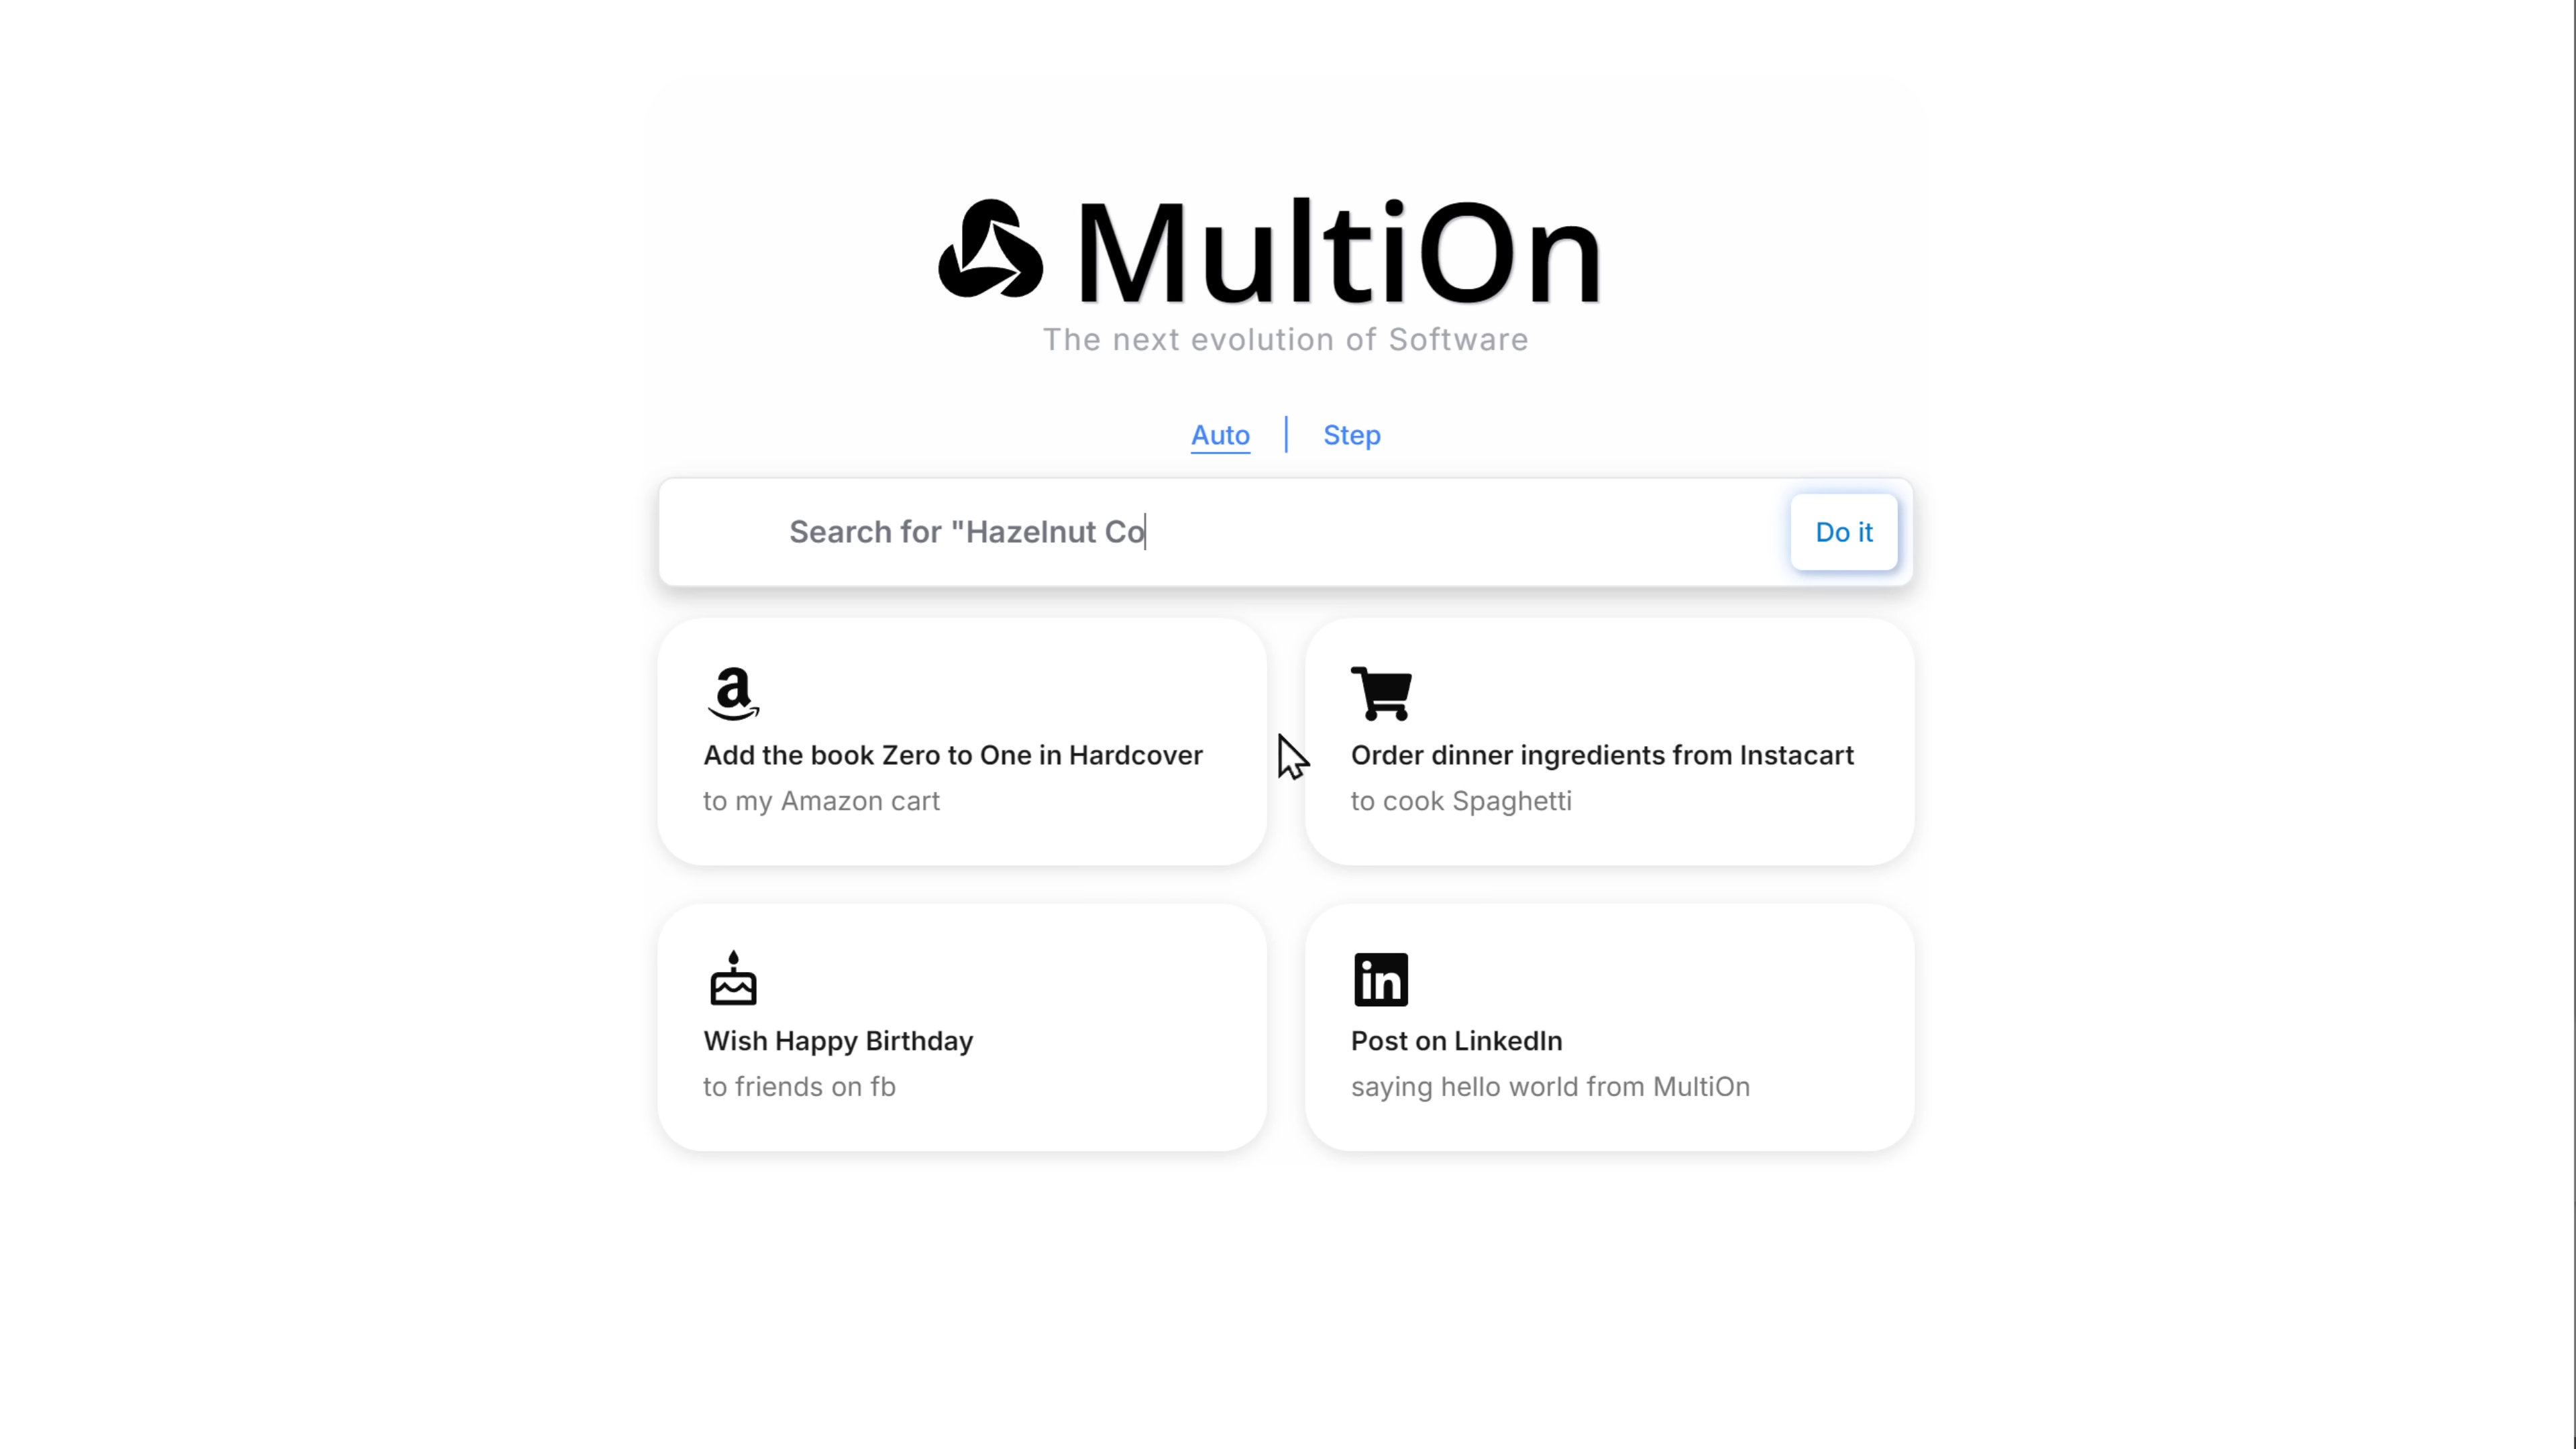 MultiOn
The next evolution of Software
Auto | Step
Search for "Hazelnut Co
Do it
Add the book Zero to One in Hardcover
to my Amazon cart
Order dinner ingredients from Instacart
to cook Spaghetti
Wish Happy Birthday
to friends on fb
in
Post on LinkedIn
saying hello world from MultiOn